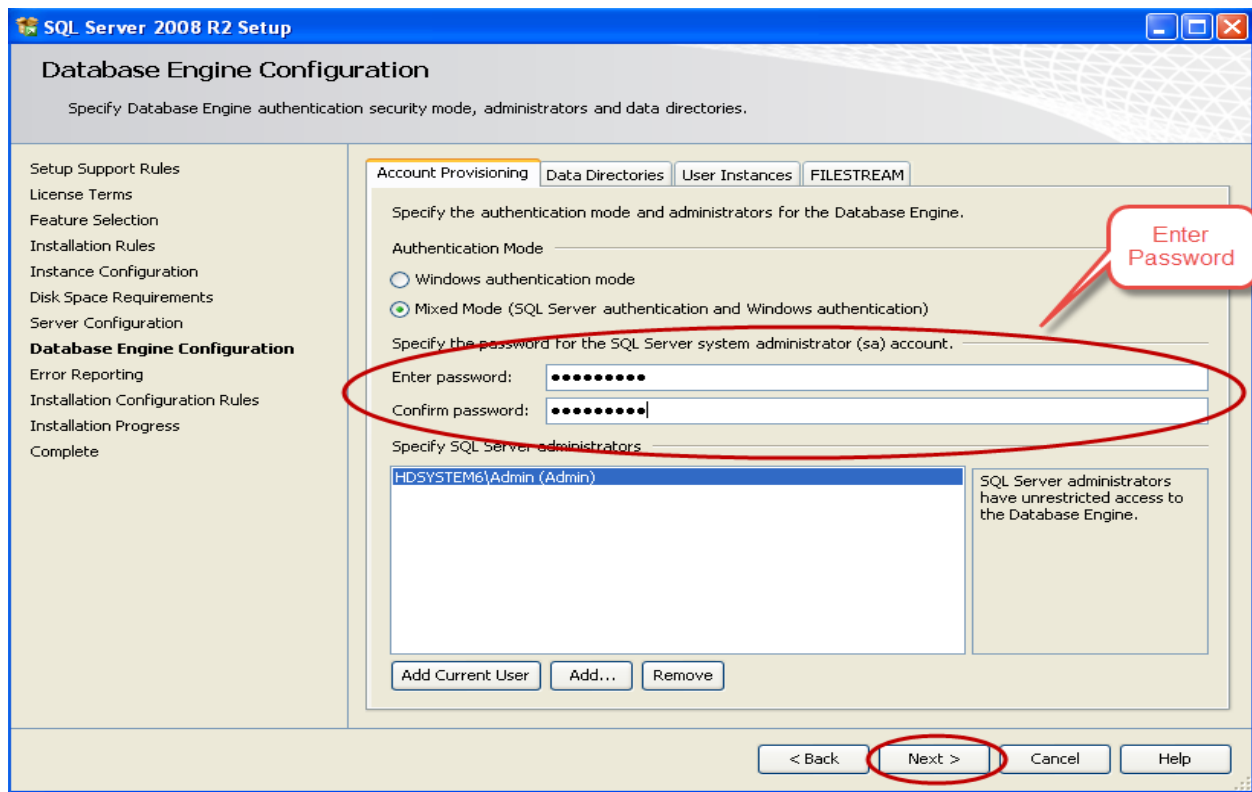 SQL Server 2008 R2 Setup
Database Engine Configuration
Specify Database Engine authentication security mode, administrators and data directories.
Setup Support Rules
License Terms
Feature Selection
Installation Rules
Instance Configuration
Disk Space Requirements
Server Configuration
Database Engine Configuration
Error Reporting
Installation Configuration Rules
Installation Progress
Complete
Account Provisioning Data Directories User Instances FILESTREAM
Specify the authentication mode and administrators for the Database Engine.
Enter
Password
Authentication Mode
Windows authentication mode
Mixed Mode (SQL Server authentication and Windows authentication)
Specify the password for the SQL Server system administrator (sa) account.
Enter password: ●●●●●●●●●
Confirm password: ●●●●●●●●●
Specify SQL Server administrators
HDSYSTEM6\Admin (Admin)
SQL Server administrators
have unrestricted access to
the Database Engine.
Add Current User Add... Remove
< Back Next > Cancel Help